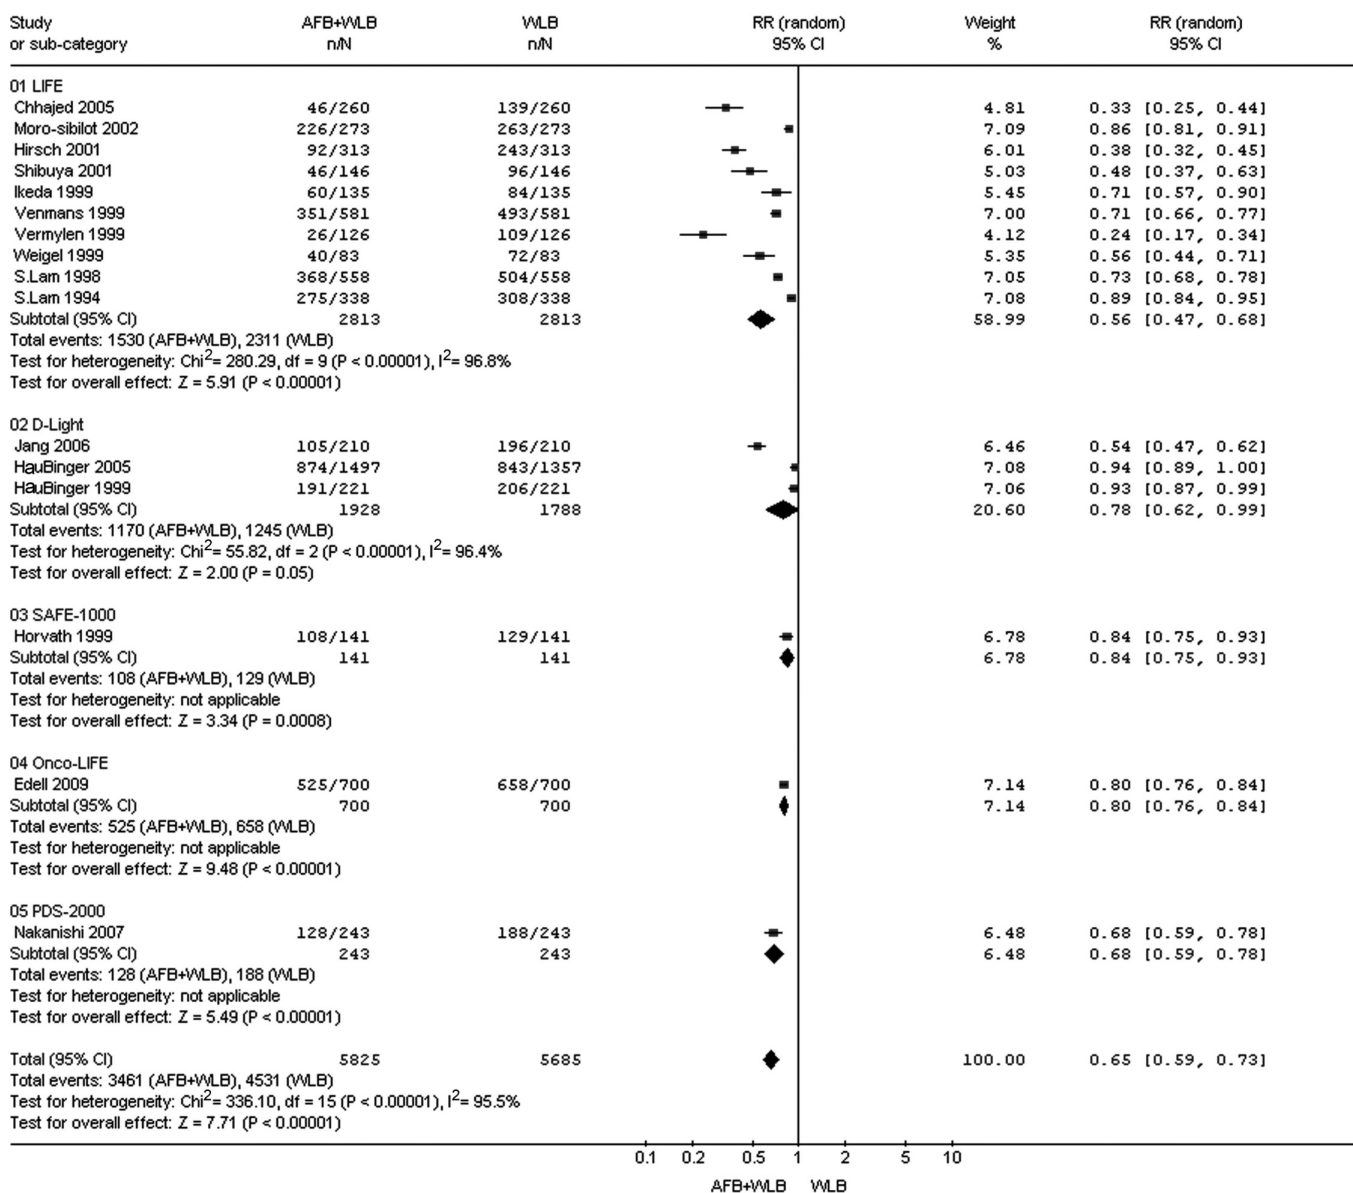 Study AFB+WLB WLB RR (random) Weight RR (random)
or sub-category n/N n/N 95% CI % 95% CI
01 LIFE
Chhajed 2005 46/260 139/260 4.81 0.33 [0.25, 0.44]
Moro-sibilot 2002 226/273 263/273 7.09 0.86 [0.81, 0.91]
Hirsch 2001 92/313 243/313 6.01 0.38 [0.32, 0.45]
Shibuya 2001 46/146 96/146 5.03 0.48 [0.37, 0.63]
Ikeda 1999 60/135 84/135 5.45 0.71 [0.57, 0.90]
Venmans 1999 351/581 493/581 7.00 0.71 [0.66, 0.77]
Vermylen 1999 26/126 109/126 4.12 0.24 [0.17, 0.34]
Weigel 1999 40/83 72/83 5.35 0.56 [0.44, 0.71]
S.Lam 1998 368/558 504/558 7.05 0.73 [0.68, 0.78]
S.Lam 1994 275/338 308/338 7.08 0.89 [0.84, 0.95]
Subtotal (95% CI) 2813 2813 58.99 0.56 [0.47, 0.68]
Total events: 1530 (AFB+WLB), 2311 (WLB)
Test for heterogeneity: Chi²= 280.29, df = 9 (P < 0.00001), I²= 96.8%
Test for overall effect: Z = 5.91 (P < 0.00001)
02 D-Light
Jang 2006 105/210 196/210 6.46 0.54 [0.47, 0.62]
HauBinger 2005 874/1497 843/1357 7.08 0.94 [0.89, 1.00]
HauBinger 1999 191/221 206/221 7.06 0.93 [0.87, 0.99]
Subtotal (95% CI) 1928 1788 20.60 0.78 [0.62, 0.99]
Total events: 1170 (AFB+WLB), 1245 (WLB)
Test for heterogeneity: Chi²= 55.82, df = 2 (P < 0.00001), I²= 96.4%
Test for overall effect: Z = 2.00 (P = 0.05)
03 SAFE-1000
Horvath 1999 108/141 129/141 6.78 0.84 [0.75, 0.93]
Subtotal (95% CI) 141 141 6.78 0.84 [0.75, 0.93]
Total events: 108 (AFB+WLB), 129 (WLB)
Test for heterogeneity: not applicable
Test for overall effect: Z = 3.34 (P = 0.0008)
04 Onco-LIFE
Edell 2009 525/700 658/700 7.14 0.80 [0.76, 0.84]
Subtotal (95% CI) 700 700 7.14 0.80 [0.76, 0.84]
Total events: 525 (AFB+WLB), 658 (WLB)
Test for heterogeneity: not applicable
Test for overall effect: Z = 9.48 (P < 0.00001)
05 PDS-2000
Nakanishi 2007 128/243 188/243 6.48 0.68 [0.59, 0.78]
Subtotal (95% CI) 243 243 6.48 0.68 [0.59, 0.78]
Total events: 128 (AFB+WLB), 188 (WLB)
Test for heterogeneity: not applicable
Test for overall effect: Z = 5.49 (P < 0.00001)
Total (95% CI) 5825 5685 100.00 0.65 [0.59, 0.73]
Total events: 3461 (AFB+WLB), 4531 (WLB)
Test for heterogeneity: Chi²= 336.10, df = 15 (P < 0.00001), I²= 95.5%
Test for overall effect: Z = 7.71 (P < 0.00001)
0.1 0.2 0.5 1 2 5 10
AFB+WLB WLB